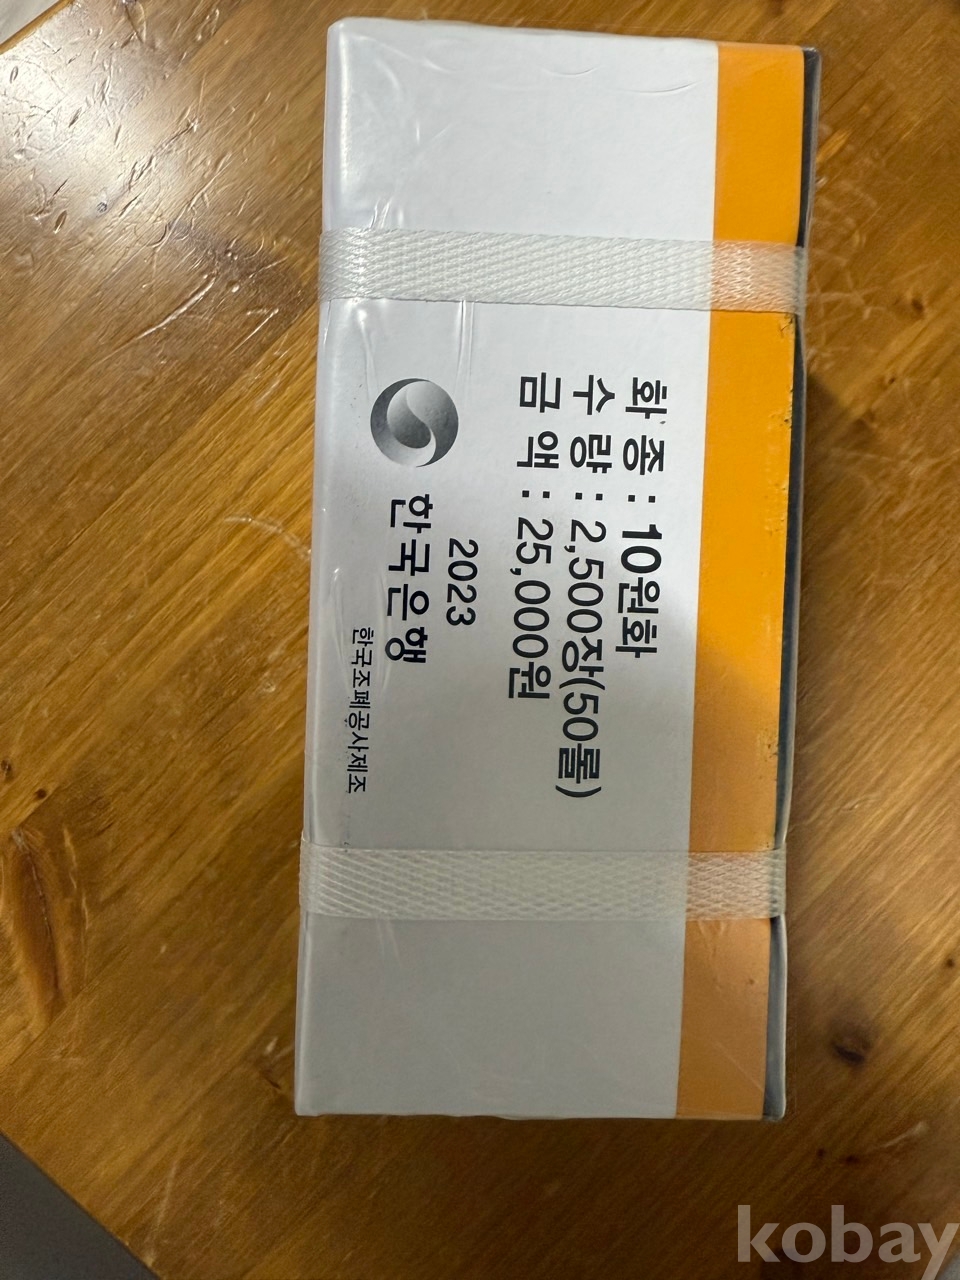 화 종 : 10원화
수 량 : 2,500장(50롤)
금 액 : 25,000원
2023
한국은행
한국조폐공사제조
kobay